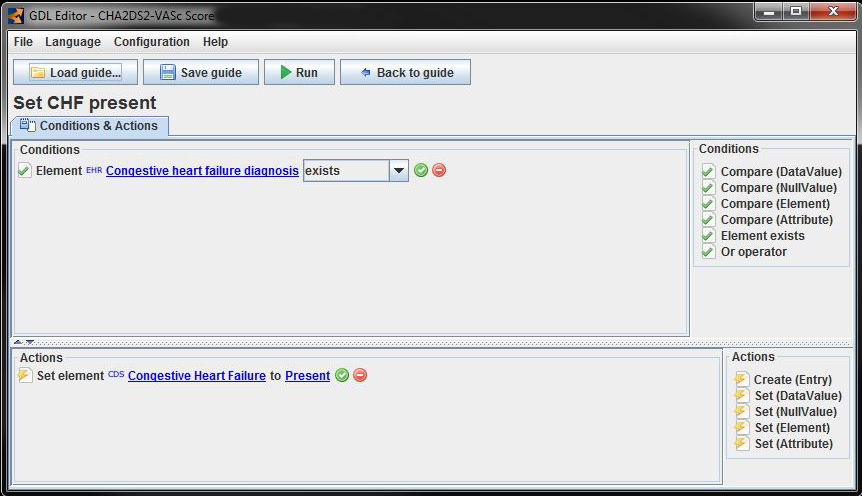 GDL Editor - CHA2DS2-VASc Score
File Language Configuration Help
Load guide... Save guide Run Back to guide
Set CHF present
Conditions & Actions
Conditions
Element EHR Congestive heart failure diagnosis exists
Conditions
Compare (DataValue)
Compare (NullValue)
Compare (Element)
Compare (Attribute)
Element exists
Or operator
Actions
Set element CDS Congestive Heart Failure to Present
Actions
Create (Entry)
Set (DataValue)
Set (NullValue)
Set (Element)
Set (Attribute)